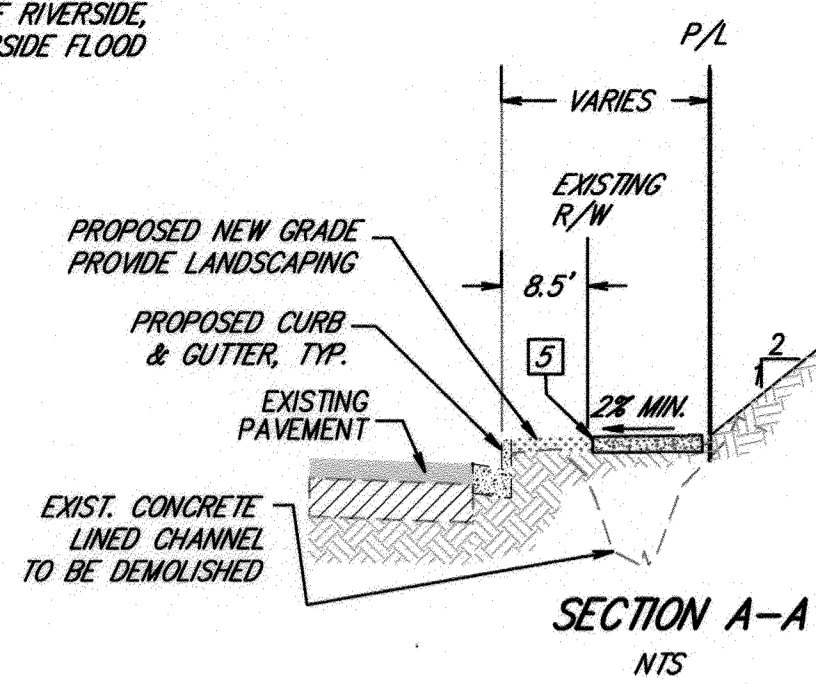 E RIVERSIDE,
RSIDE FLOOD
P/L
VARIES
EXISTING
R/W
PROPOSED NEW GRADE
PROVIDE LANDSCAPING
8.5'
PROPOSED CURB
& GUTTER, TYP.
5
2
1
2% MIN.
EXISTING
PAVEMENT
EXIST. CONCRETE
LINED CHANNEL
TO BE DEMOLISHED
SECTION A-A
NTS